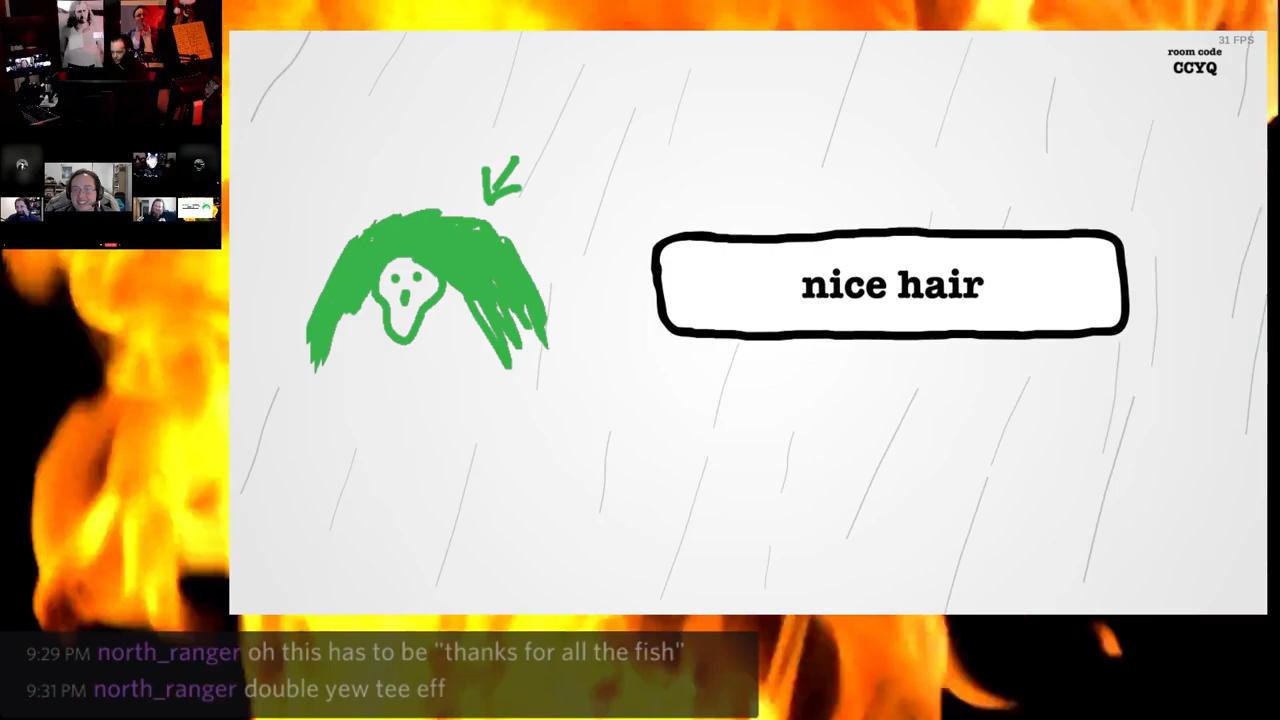 31 FPS
room code
CCYQ
nice hair
9:29 PM north_ranger oh this has to be "thanks for all the fish"
9:31 PM north_ranger double yew tee eff